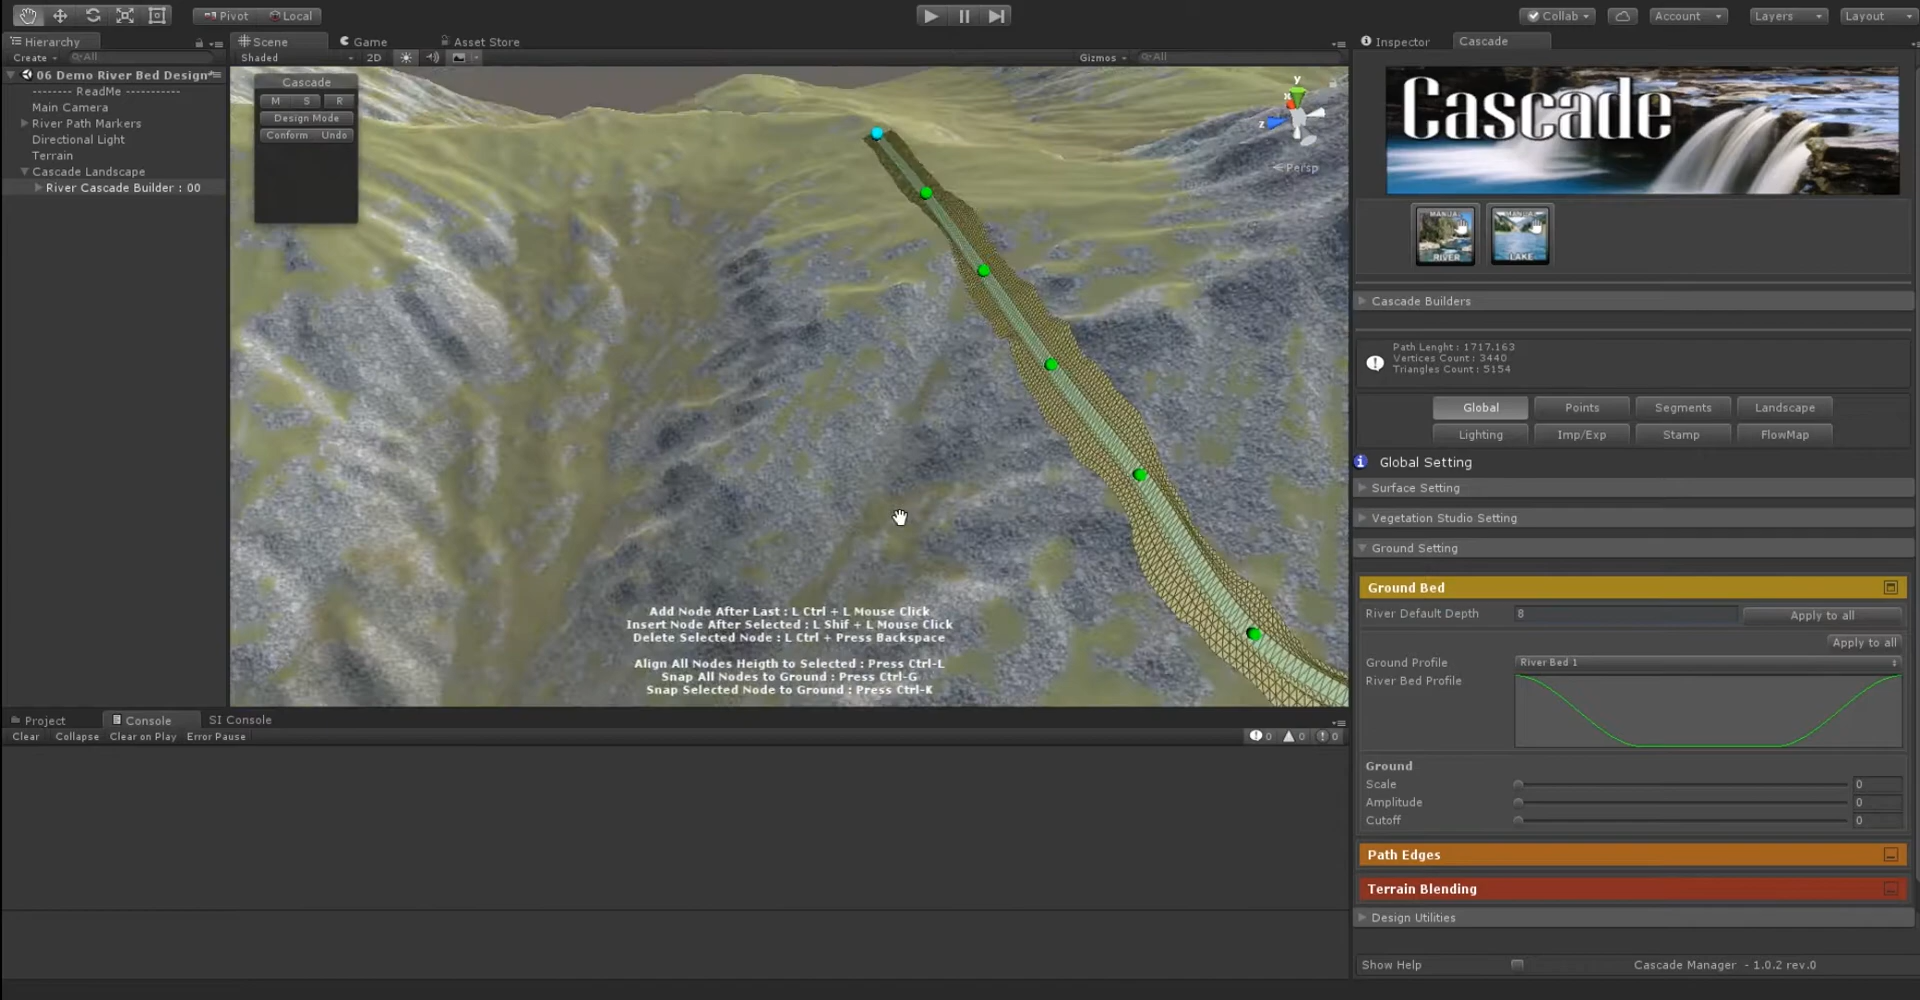 Pivot Local
Collab Account Layers Layout
Hierarchy
Create All
06 Demo River Bed Design
-------- ReadMe -----------
Main Camera
River Path Markers
Directional Light
Terrain
Cascade Landscape
River Cascade Builder : 00
Scene Game Asset Store
Shaded 2D Gizmos All
Cascade
M S R
Design Mode
Conform Undo
y
x
z
Persp
Add Node After Last : L Ctrl + L Mouse Click
Insert Node After Selected : L Shif + L Mouse Click
Delete Selected Node : L Ctrl + Press Backspace
Align All Nodes Heigth to Selected : Press Ctrl-L
Snap All Nodes to Ground : Press Ctrl-G
Snap Selected Node to Ground : Press Ctrl-K
Project Console SI Console
Clear Collapse Clear on Play Error Pause 0 0 0
Inspector Cascade
Cascade
MANUAL MANUAL
RIVER LAKE
Cascade Builders
Path Lenght : 1717.163
Vertices Count : 3440
Triangles Count : 5154
Global Points Segments Landscape
Lighting Imp/Exp Stamp FlowMap
Global Setting
Surface Setting
Vegetation Studio Setting
Ground Setting
Ground Bed
River Default Depth 8 Apply to all
Apply to all
Ground Profile River Bed 1
River Bed Profile
Ground
Scale 0
Amplitude 0
Cutoff 0
Path Edges
Terrain Blending
Design Utilities
Show Help Cascade Manager - 1.0.2 rev.0